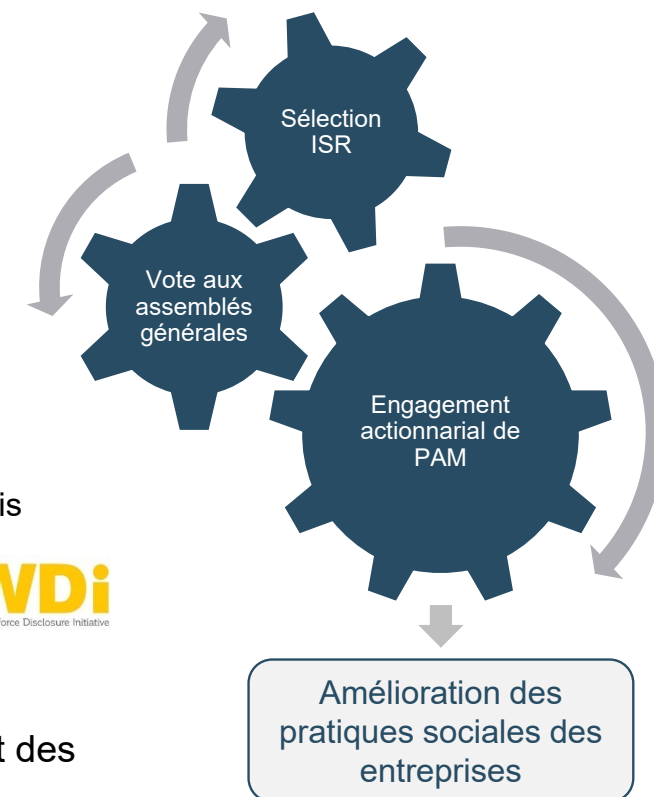 Sélection
ISR
Vote aux
assemblés
générales
Engagement
actionnarial de
PAM
is
WDi
force Disclosure Initiative
Amélioration des
pratiques sociales des
entreprises
t des